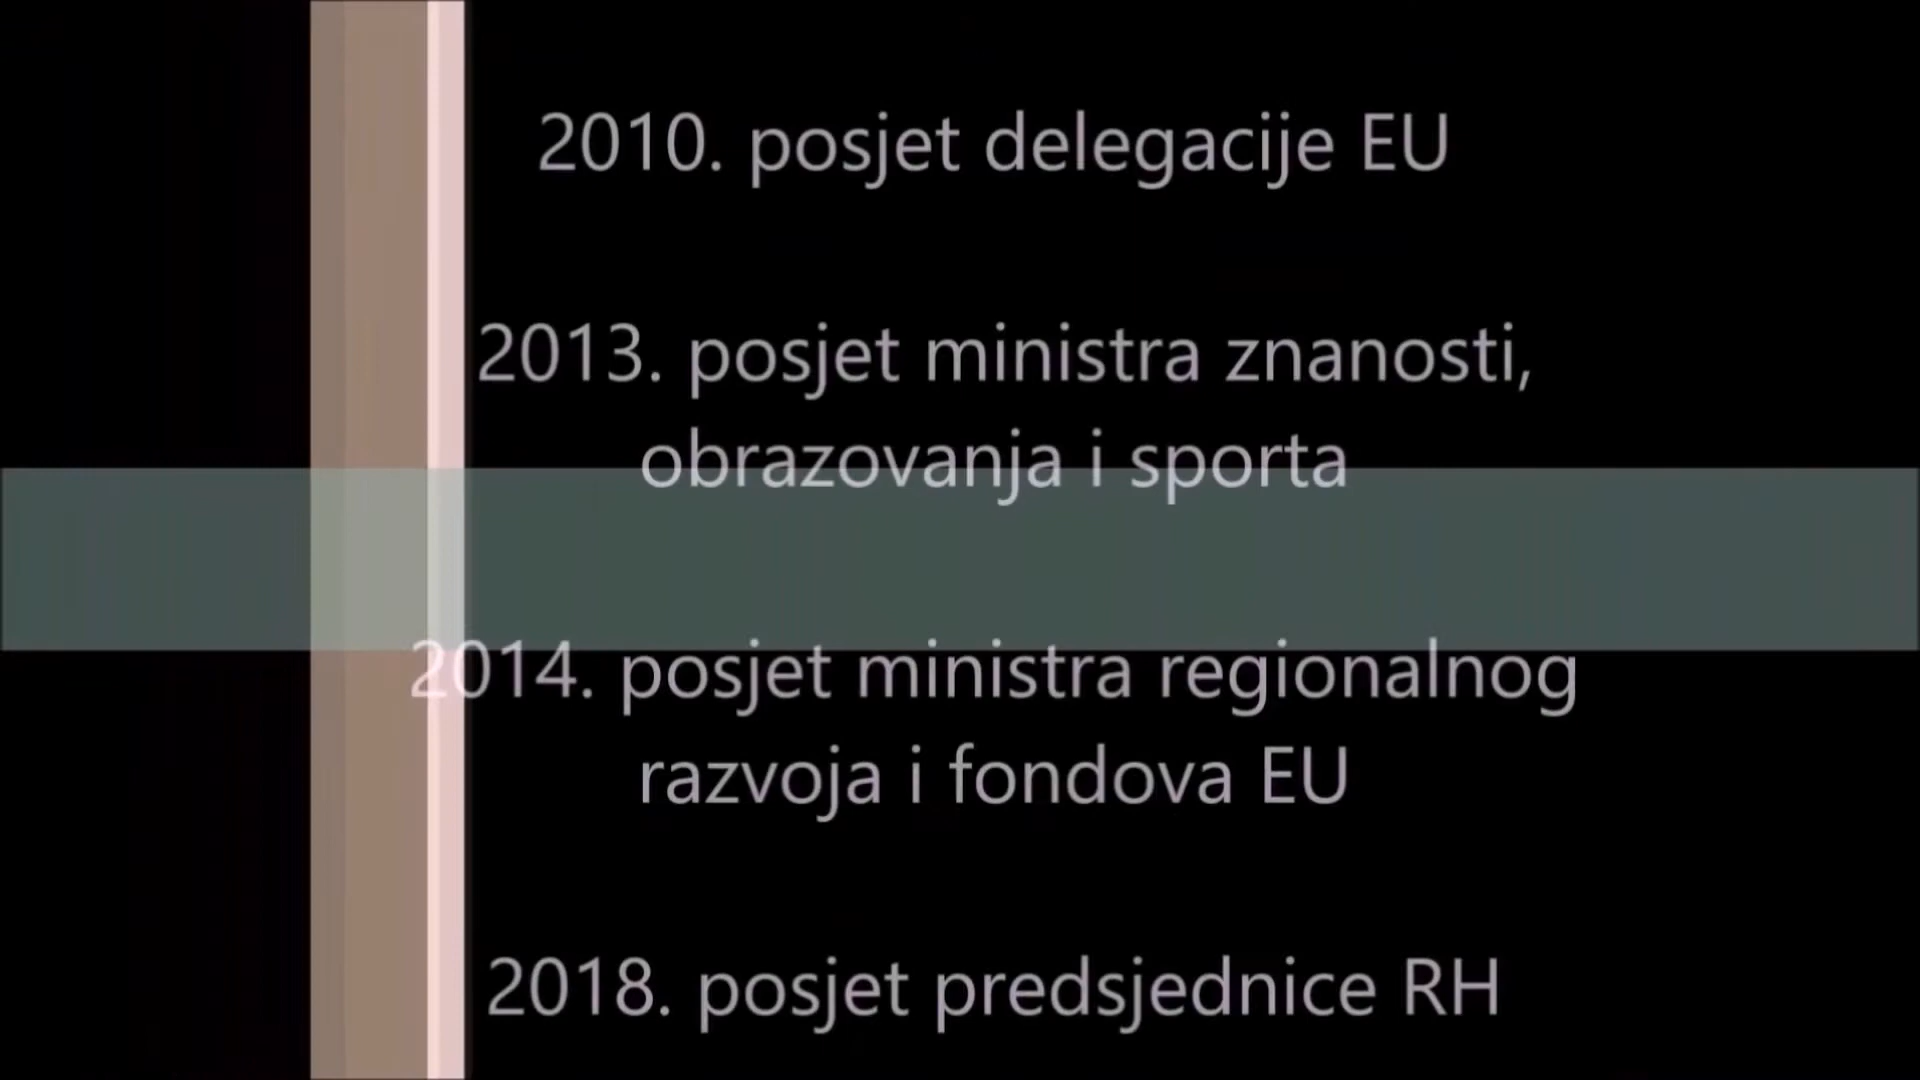 2010. posjet delegacije EU
2013. posjet ministra znanosti,
obrazovanja i sporta
2014. posjet ministra regionalnog
razvoja i fondova EU
2018. posjet predsjednice RH